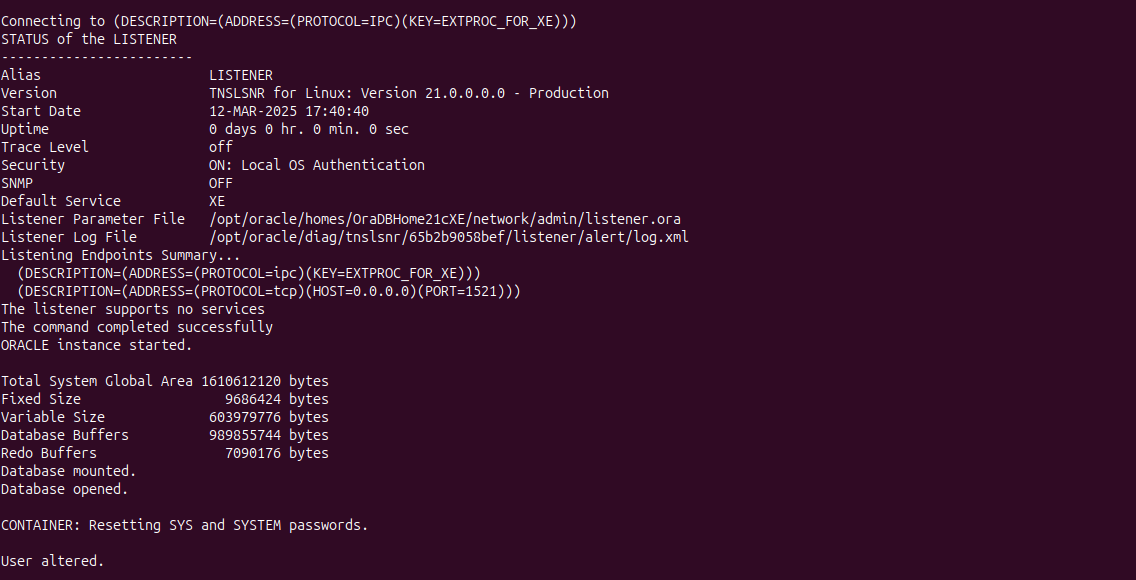 Connecting to (DESCRIPTION=(ADDRESS=(PROTOCOL=IPC)(KEY=EXTPROC_FOR_XE)))
STATUS of the LISTENER
------------------------
Alias                     LISTENER
Version                   TNSLSNR for Linux: Version 21.0.0.0.0 - Production
Start Date                12-MAR-2025 17:40:40
Uptime                    0 days 0 hr. 0 min. 0 sec
Trace Level               off
Security                  ON: Local OS Authentication
SNMP                      OFF
Default Service           XE
Listener Parameter File   /opt/oracle/homes/OraDBHome21cXE/network/admin/listener.ora
Listener Log File         /opt/oracle/diag/tnslsnr/65b2b9058bef/listener/alert/log.xml
Listening Endpoints Summary...
  (DESCRIPTION=(ADDRESS=(PROTOCOL=ipc)(KEY=EXTPROC_FOR_XE)))
  (DESCRIPTION=(ADDRESS=(PROTOCOL=tcp)(HOST=0.0.0.0)(PORT=1521)))
The listener supports no services
The command completed successfully
ORACLE instance started.

Total System Global Area 1610612120 bytes
Fixed Size                  9686424 bytes
Variable Size             603979776 bytes
Database Buffers          989855744 bytes
Redo Buffers                7090176 bytes
Database mounted.
Database opened.

CONTAINER: Resetting SYS and SYSTEM passwords.

User altered.